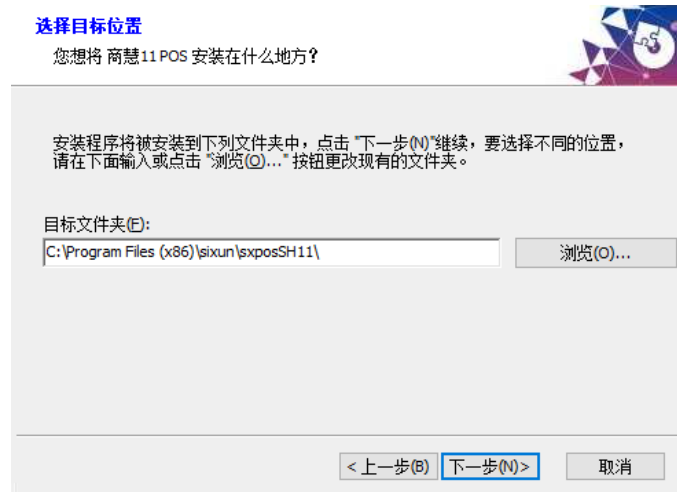 选择目标位置
您想将 商慧11 POS 安装在什么地方?
安装程序将被安装到下列文件夹中，点击 "下一步(N)"继续，要选择不同的位置，
请在下面输入或点击 "浏览(O)..." 按钮更改现有的文件夹。
目标文件夹(F):
C:\Program Files (x86)\sixun\sxposSH11\
浏览(O)...
<上一步(B) 下一步(N)> 取消